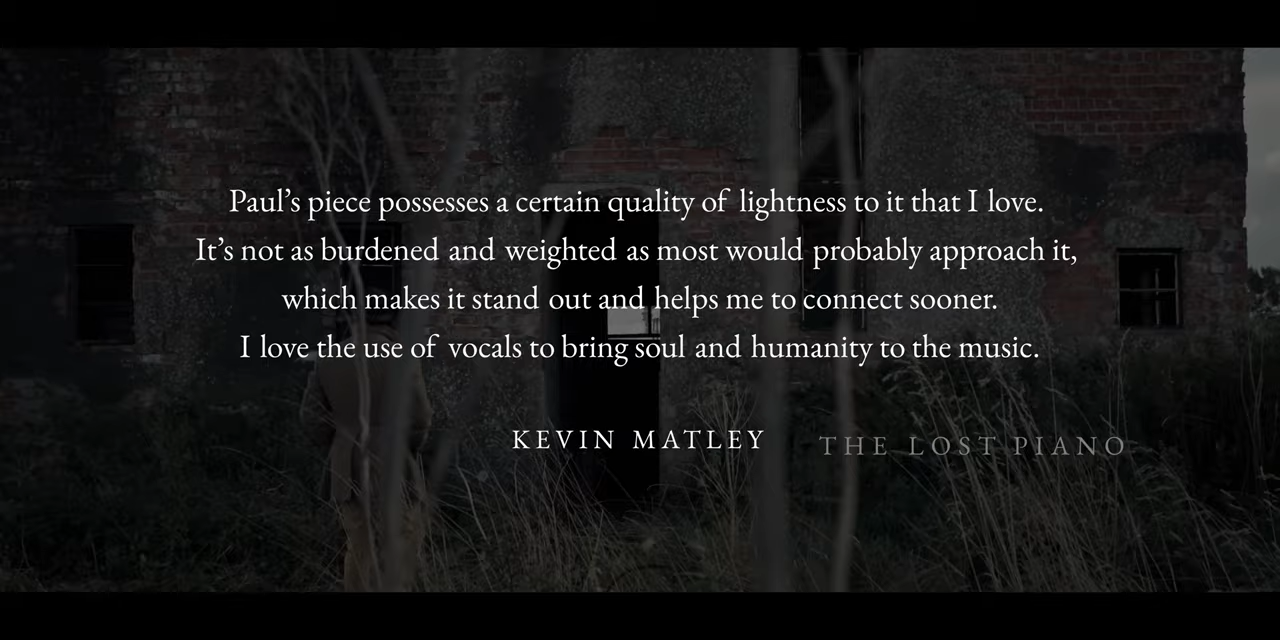 Paul’s piece possesses a certain quality of lightness to it that I love.
It’s not as burdened and weighted as most would probably approach it,
which makes it stand out and helps me to connect sooner.
I love the use of vocals to bring soul and humanity to the music.
KEVIN MATLEY
THE LOST PIANO